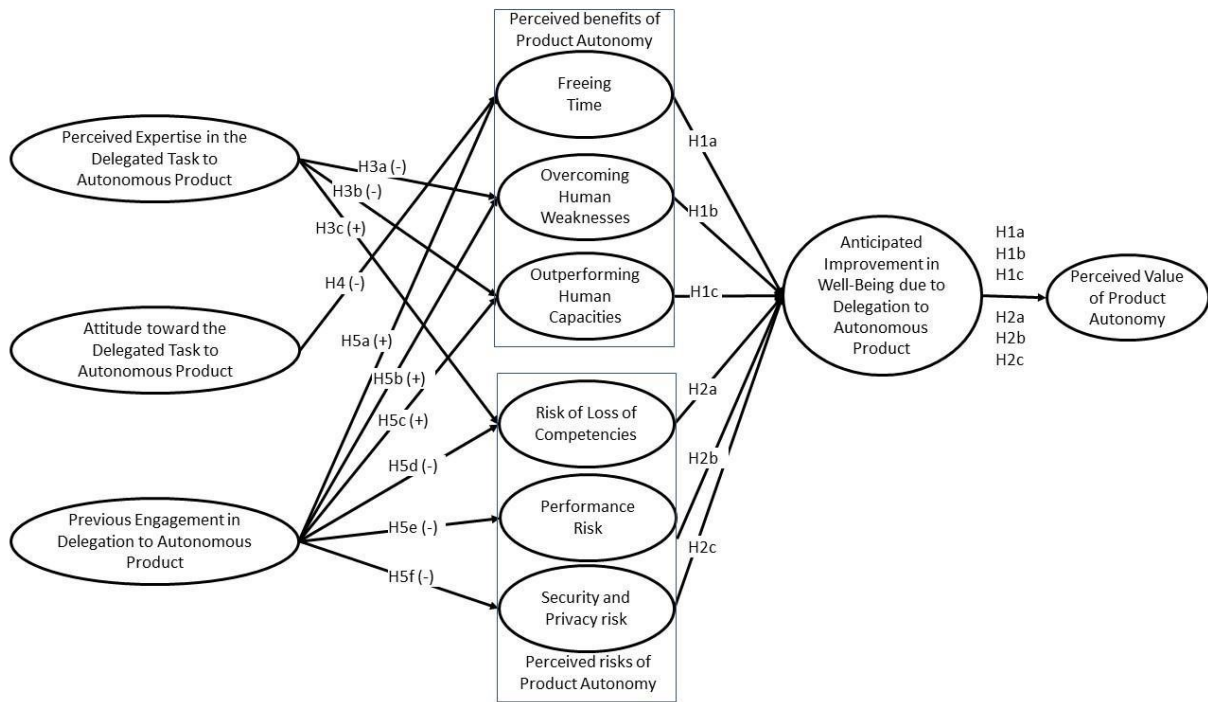 Perceived benefits of
Product Autonomy
Freeing
Time
Perceived Expertise in the
Delegated Task to
Autonomous Product
H3a (-)
H3b (-)
H3c (+)
H4 (-)
Overcoming
Human
Weaknesses
Outperforming
Human
Capacities
H1a
H1b
H1c
Attitude toward the
Delegated Task to
Autonomous Product
H5a (+)
H5b (+)
H5c (+)
H5d (-)
H5e (-)
H5f (-)
Previous Engagement in
Delegation to Autonomous
Product
Risk of Loss of
Competencies
Performance
Risk
Security and
Privacy risk
Perceived risks of
Product Autonomy
H2a
H2b
H2c
Anticipated
Improvement in
Well-Being due to
Delegation to
Autonomous
Product
H1a
H1b
H1c
H2a
H2b
H2c
Perceived Value
of Product
Autonomy